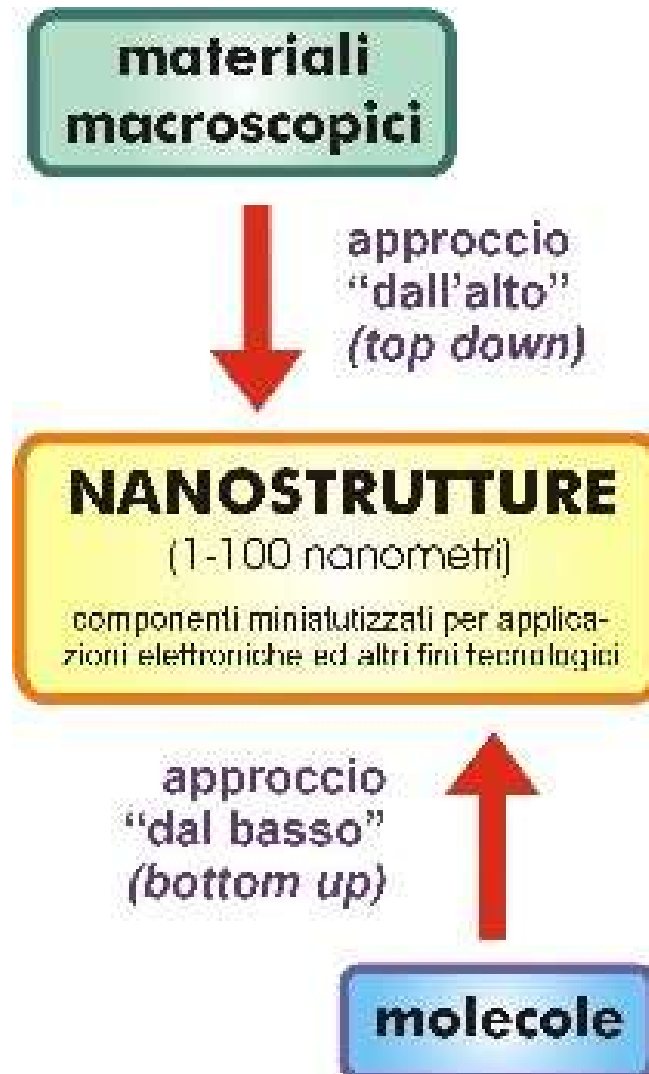 materiali
macroscopici
approccio
“dall’alto”
(top down)
NANOSTRUTTURE
(1-100 nanometri)
componenti miniatutizzati per applica-
zioni elettroniche ed altri fini tecnologici
approccio
“dal basso”
(bottom up)
molecole